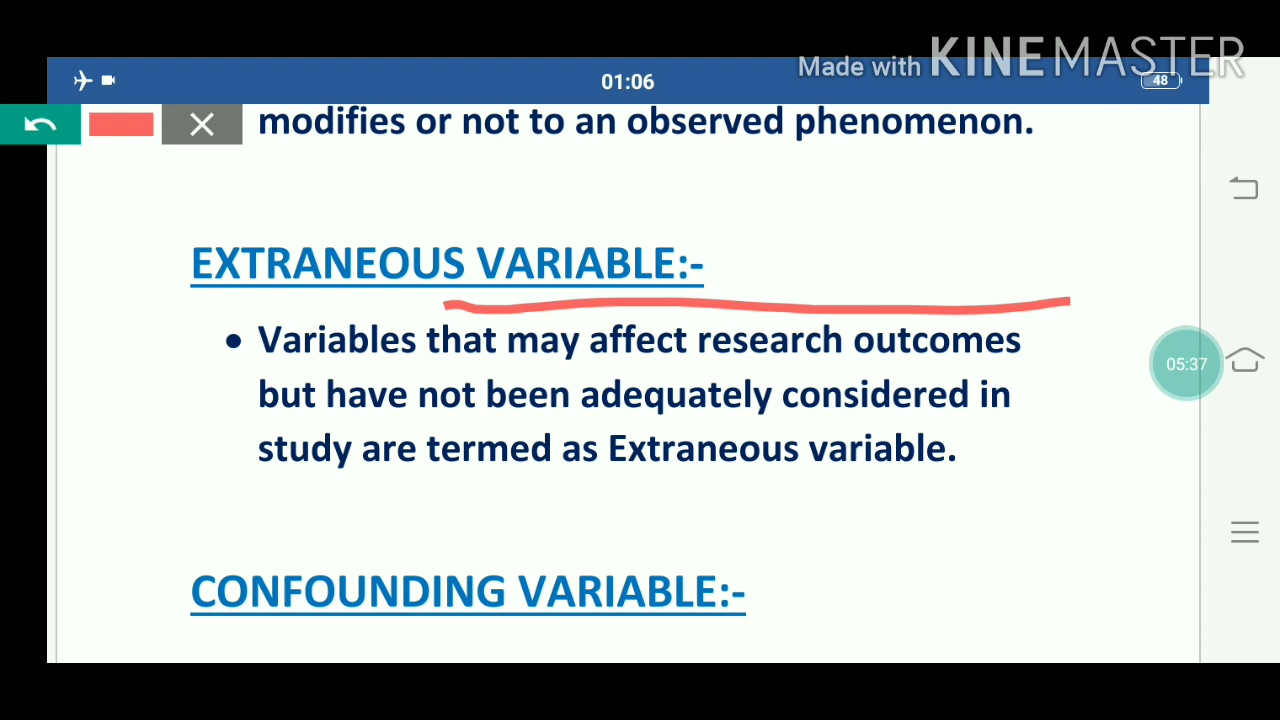 Made with KINEMASTER
01:06
48
modifies or not to an observed phenomenon.
EXTRANEOUS VARIABLE:-
• Variables that may affect research outcomes
05:37
but have not been adequately considered in
study are termed as Extraneous variable.
CONFOUNDING VARIABLE:-